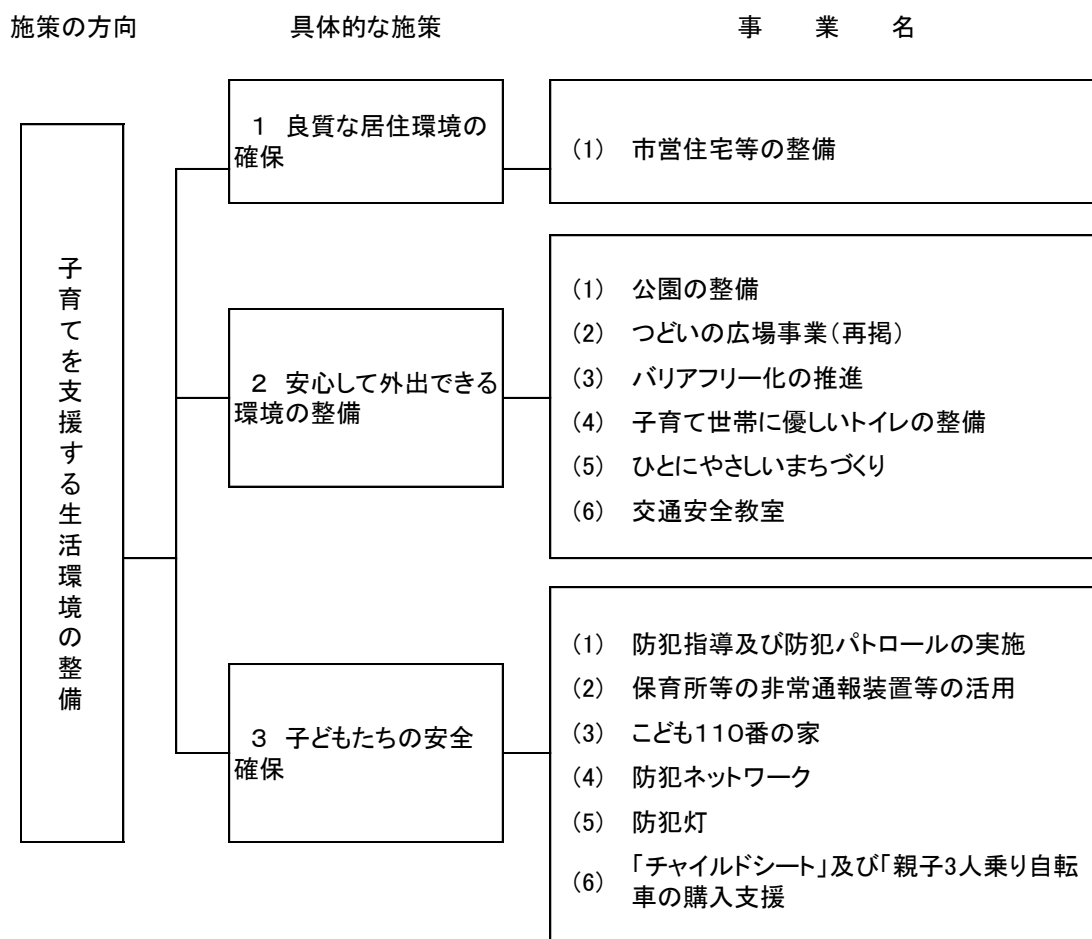 施策の方向 具体的な施策 事 業 名
子育てを支援する生活環境の整備
1 良質な居住環境の
確保
(1) 市営住宅等の整備
2 安心して外出できる
環境の整備
(1) 公園の整備
(2) つどいの広場事業(再掲)
(3) バリアフリー化の推進
(4) 子育て世帯に優しいトイレの整備
(5) ひとにやさしいまちづくり
(6) 交通安全教室
3 子どもたちの安全
確保
(1) 防犯指導及び防犯パトロールの実施
(2) 保育所等の非常通報装置等の活用
(3) こども110番の家
(4) 防犯ネットワーク
(5) 防犯灯
(6) 「チャイルドシート」及び「親子3人乗り自転
車の購入支援